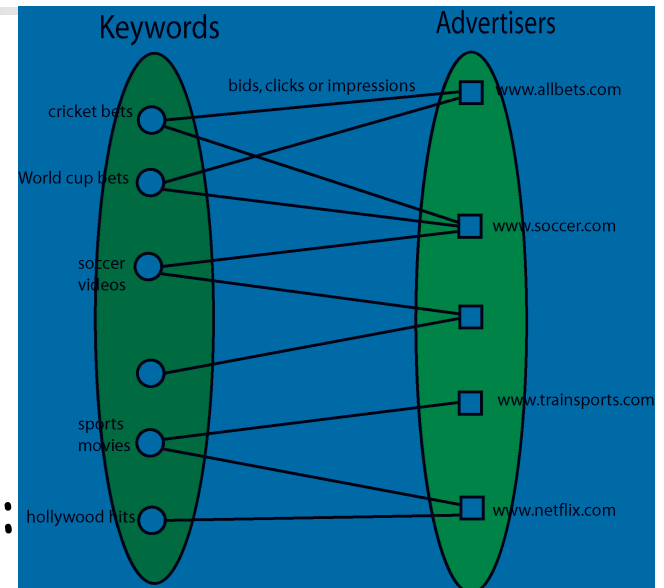 Keywords
Advertisers
bids, clicks or impressions
www.allbets.com
cricket bets
World cup bets
www.soccer.com
soccer
videos
www.trainsports.com
sports
movies
hollywood hits
www.netflix.com